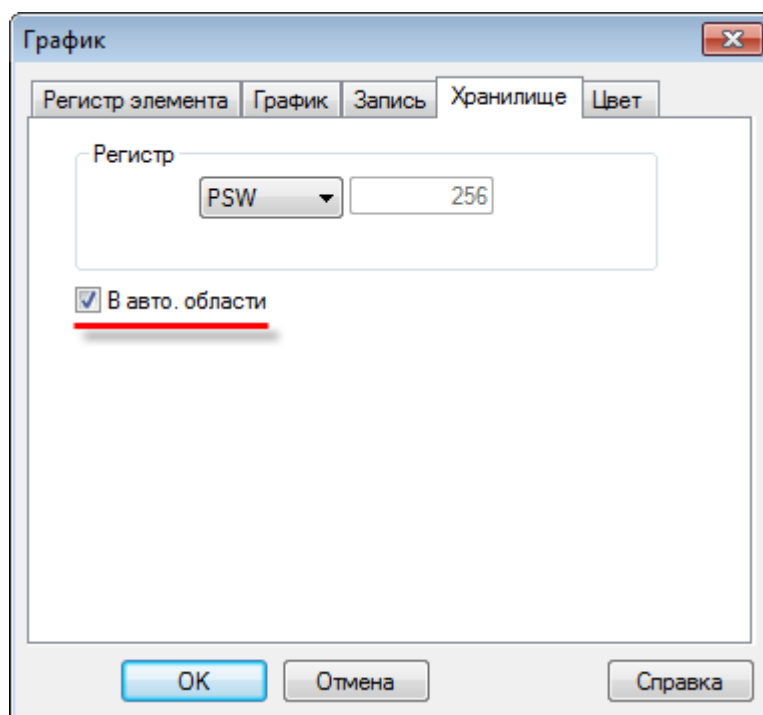 График
Регистр элемента График Запись Хранилище Цвет
Регистр
PSW 256
В авто. области
OK Отмена Справка